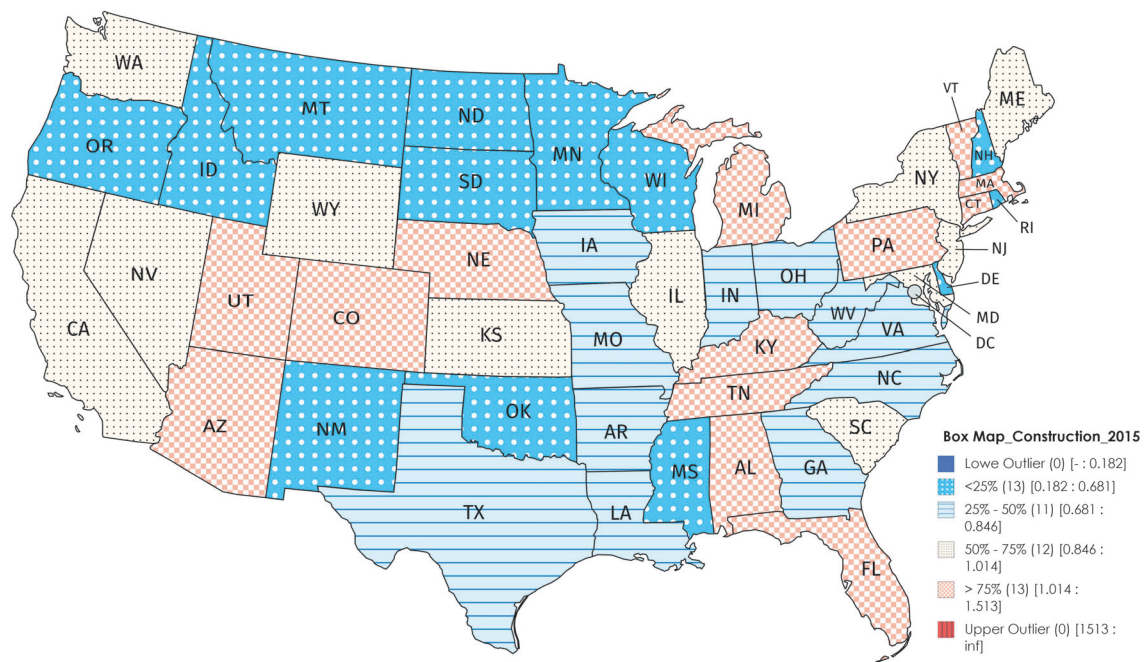 WA
MT
ND
MN
OR
ID
SD
WI
WY
MI
VT
ME
NH
NY
MA
CT
RI
NV
CA
UT
CO
NE
IA
IL
IN
OH
PA
NJ
DE
MD
DC
KS
MO
WV
VA
KY
AZ
NM
OK
AR
TN
NC
SC
TX
LA
MS
AL
GA
FL
Box Map_Construction_2015
Lowe Outlier (0) [- : 0.182]
<25% (13) [0.182 : 0.681]
25% - 50% (11) [0.681 :
0.846]
50% - 75% (12) [0.846 :
1.014]
> 75% (13) [1.014 :
1.513]
Upper Outlier (0) [1513 :
inf]